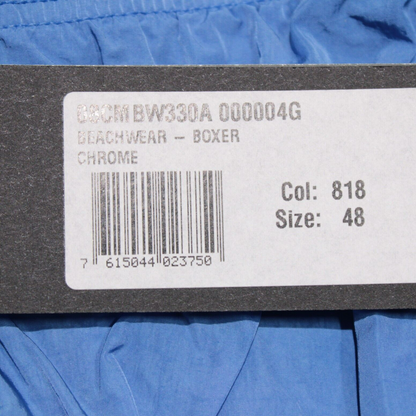 BW330A 000004G
BEACHWEAR – BOXER
CHROME
Col: 818
Size: 48
7 615044 023750